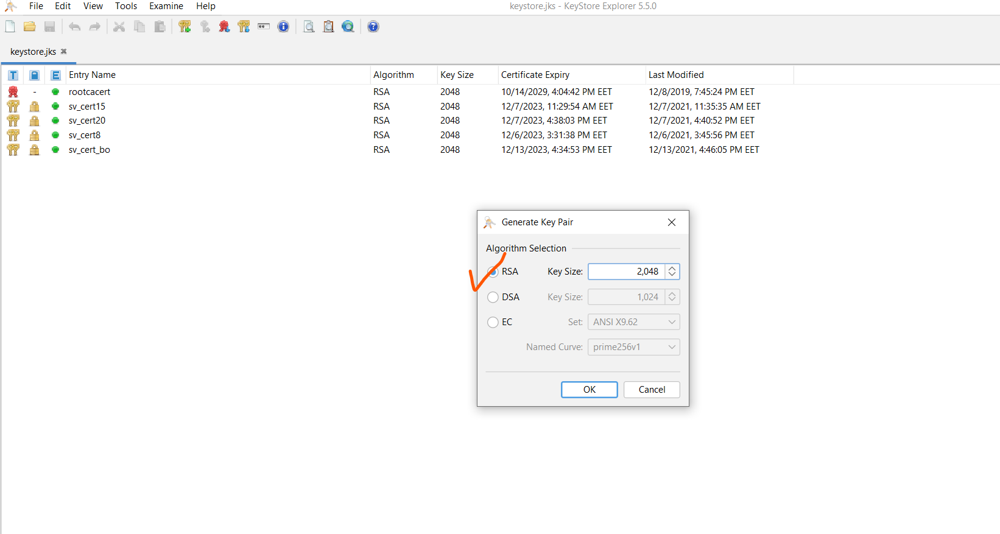 File Edit View Tools Examine Help
keystore.jks - KeyStore Explorer 5.5.0
keystore.jks
T E Entry Name Algorithm Key Size Certificate Expiry Last Modified
- rootcacert RSA 2048 10/14/2029, 4:04:42 PM EET 12/8/2019, 7:45:24 PM EET
sv_cert15 RSA 2048 12/7/2023, 11:29:54 AM EET 12/7/2021, 11:35:35 AM EET
sv_cert20 RSA 2048 12/7/2023, 4:38:03 PM EET 12/7/2021, 4:40:52 PM EET
sv_cert8 RSA 2048 12/6/2023, 3:31:38 PM EET 12/6/2021, 3:45:56 PM EET
sv_cert_bo RSA 2048 12/13/2023, 4:34:53 PM EET 12/13/2021, 4:46:05 PM EET
Generate Key Pair
Algorithm Selection
RSA Key Size: 2,048
DSA Key Size: 1,024
EC Set: ANSI X9.62
Named Curve: prime256v1
OK Cancel